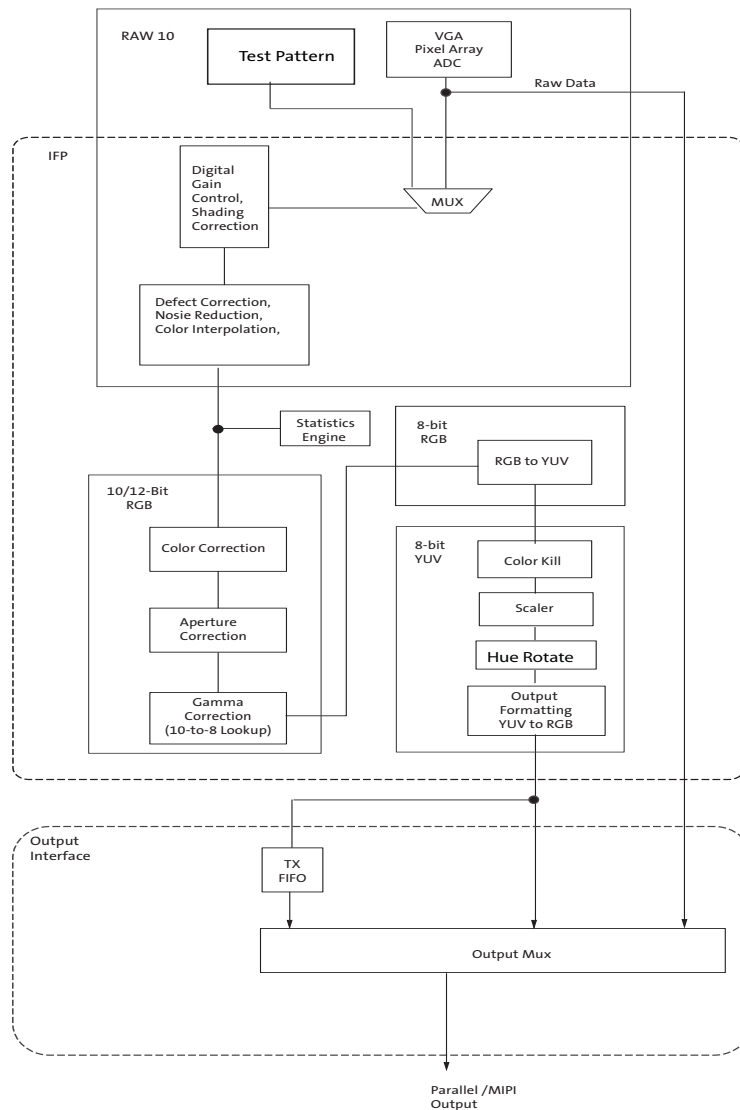 RAW 10
Test Pattern
VGA
Pixel Array
ADC
Raw Data
IFP
Digital
Gain
Control,
Shading
Correction
MUX
Defect Correction,
Nosie Reduction,
Color Interpolation,
Statistics
Engine
8-bit
RGB
RGB to YUV
10/12-Bit
RGB
Color Correction
Aperture
Correction
Gamma
Correction
(10-to-8 Lookup)
8-bit
YUV
Color Kill
Scaler
Hue Rotate
Output
Formatting
YUV to RGB
Output
Interface
TX
FIFO
Output Mux
Parallel /MIPI
Output